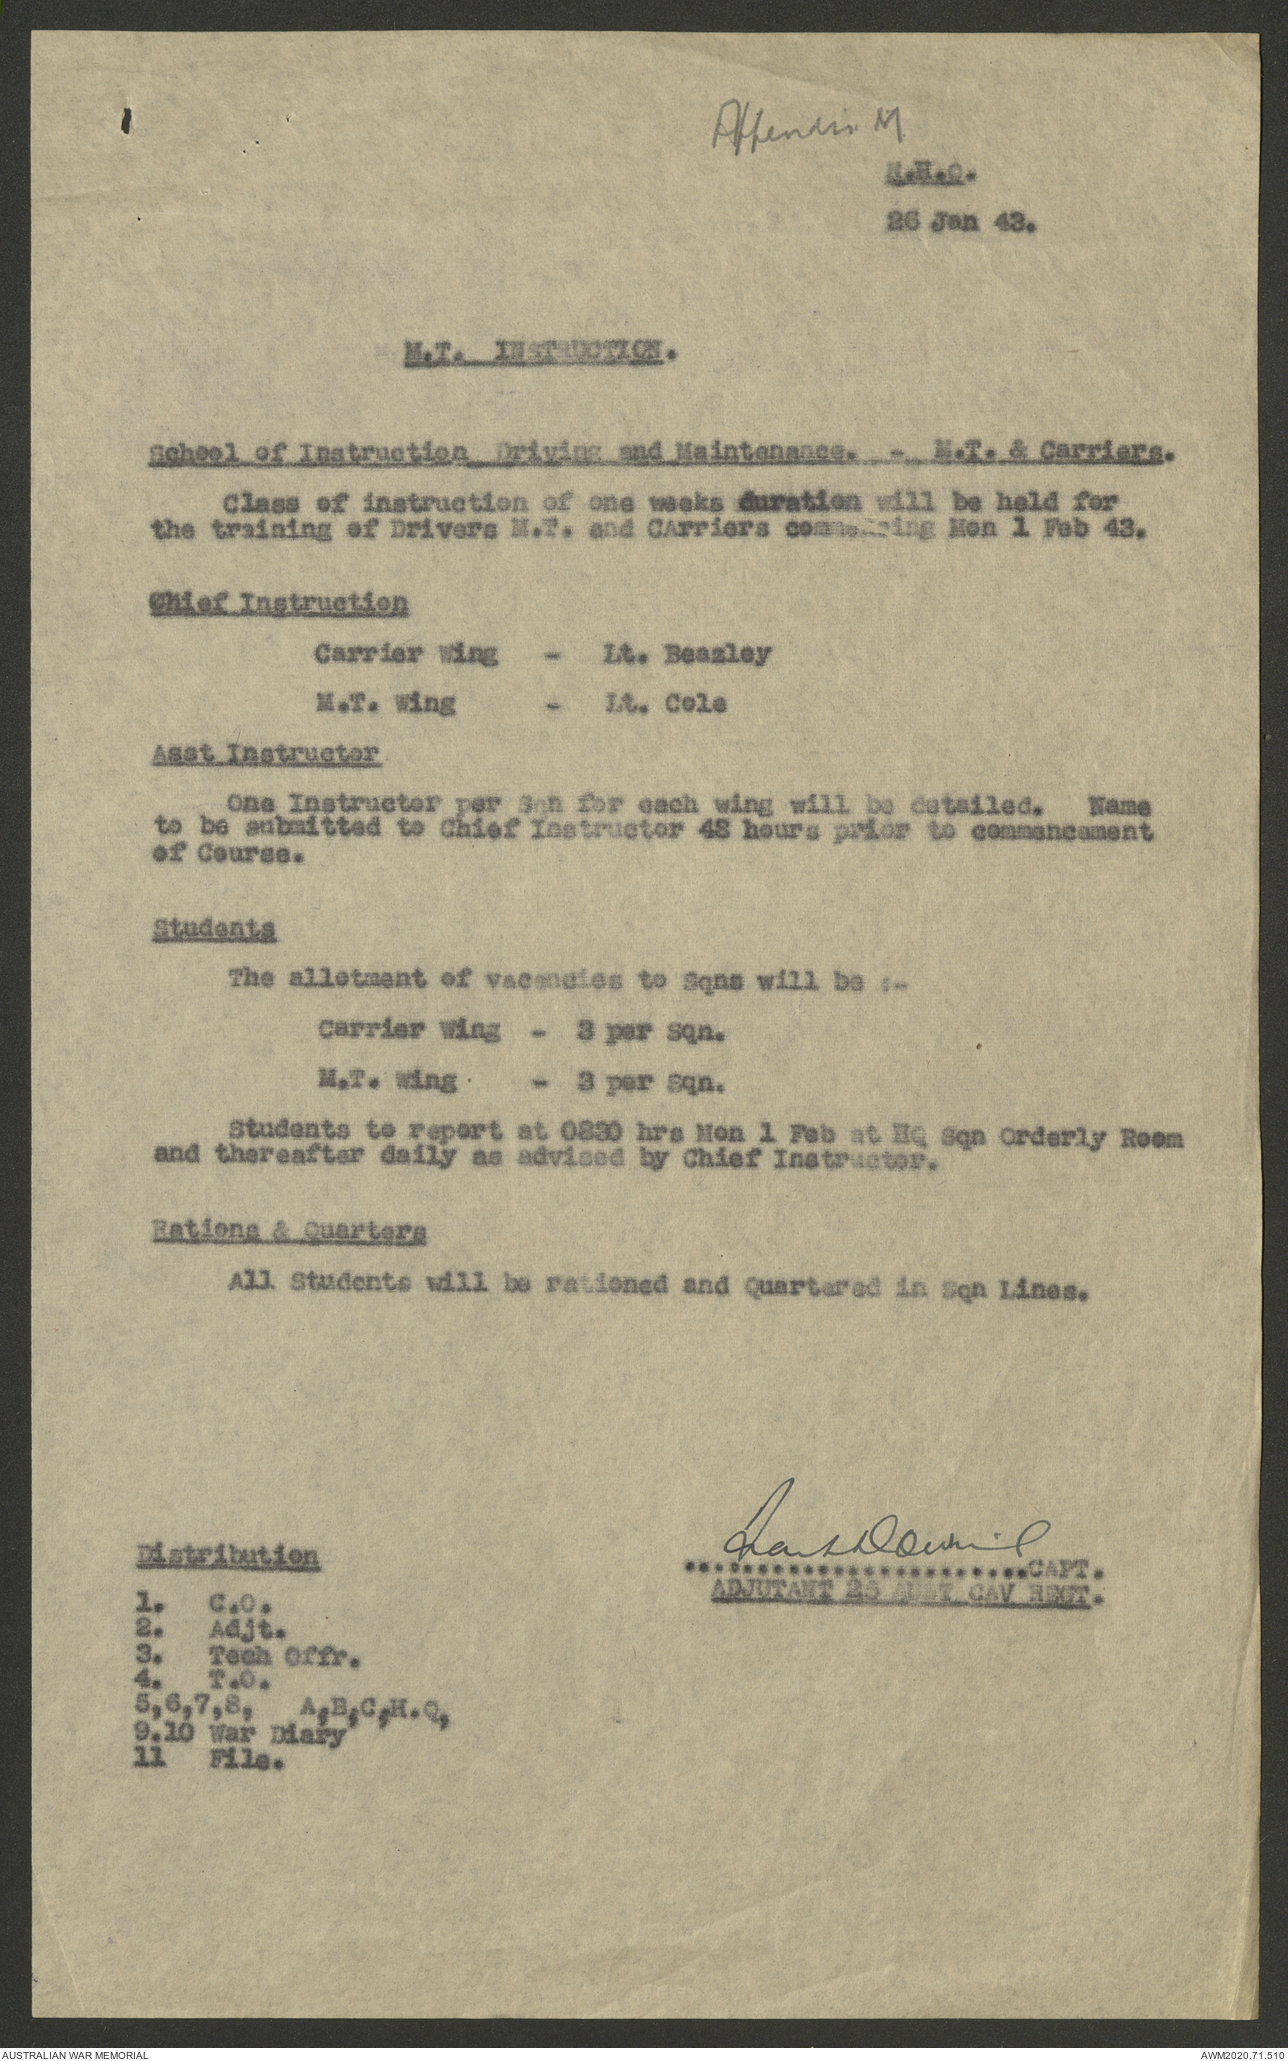 Appendix M
R.H.Q.
26 Jan 43.
M.T. INSTRUCTION.
School of Instruction Driving and Maintenance. - M.T. & Carriers.
Class of instruction of one weeks duration will be held for
the training of Drivers M.T. and CArriers commencing Mon 1 Feb 43.
Chief Instruction
Carrier Wing - Lt. Beazley
M.T. Wing - Lt. Cole
Asst Instructor
One Instructor per Sqn for each wing will be detailed. Name
to be submitted to Chief Instructor 48 hours prior to commencement
of Course.
Students
The allotment of vacancies to Sqns will be :-
Carrier Wing - 3 per Sqn.
M.T. Wing - 3 per Sqn.
Students to report at 0830 hrs Mon 1 Feb at HQ Sqn Orderly Room
and thereafter daily as advised by Chief Instructor.
Rations & Quarters
All Students will be rationed and Quartered in Sqn Lines.
........................CAPT.
ADJUTANT 26 AUST CAV REGT.
Distribution
1. C.O.
2. Adjt.
3. Tech Offr.
4. T.O.
5,6,7,8, A,B,C,H.Q,
9.10 War Diary
11 File.
AUSTRALIAN WAR MEMORIAL
AWM2020.71.510